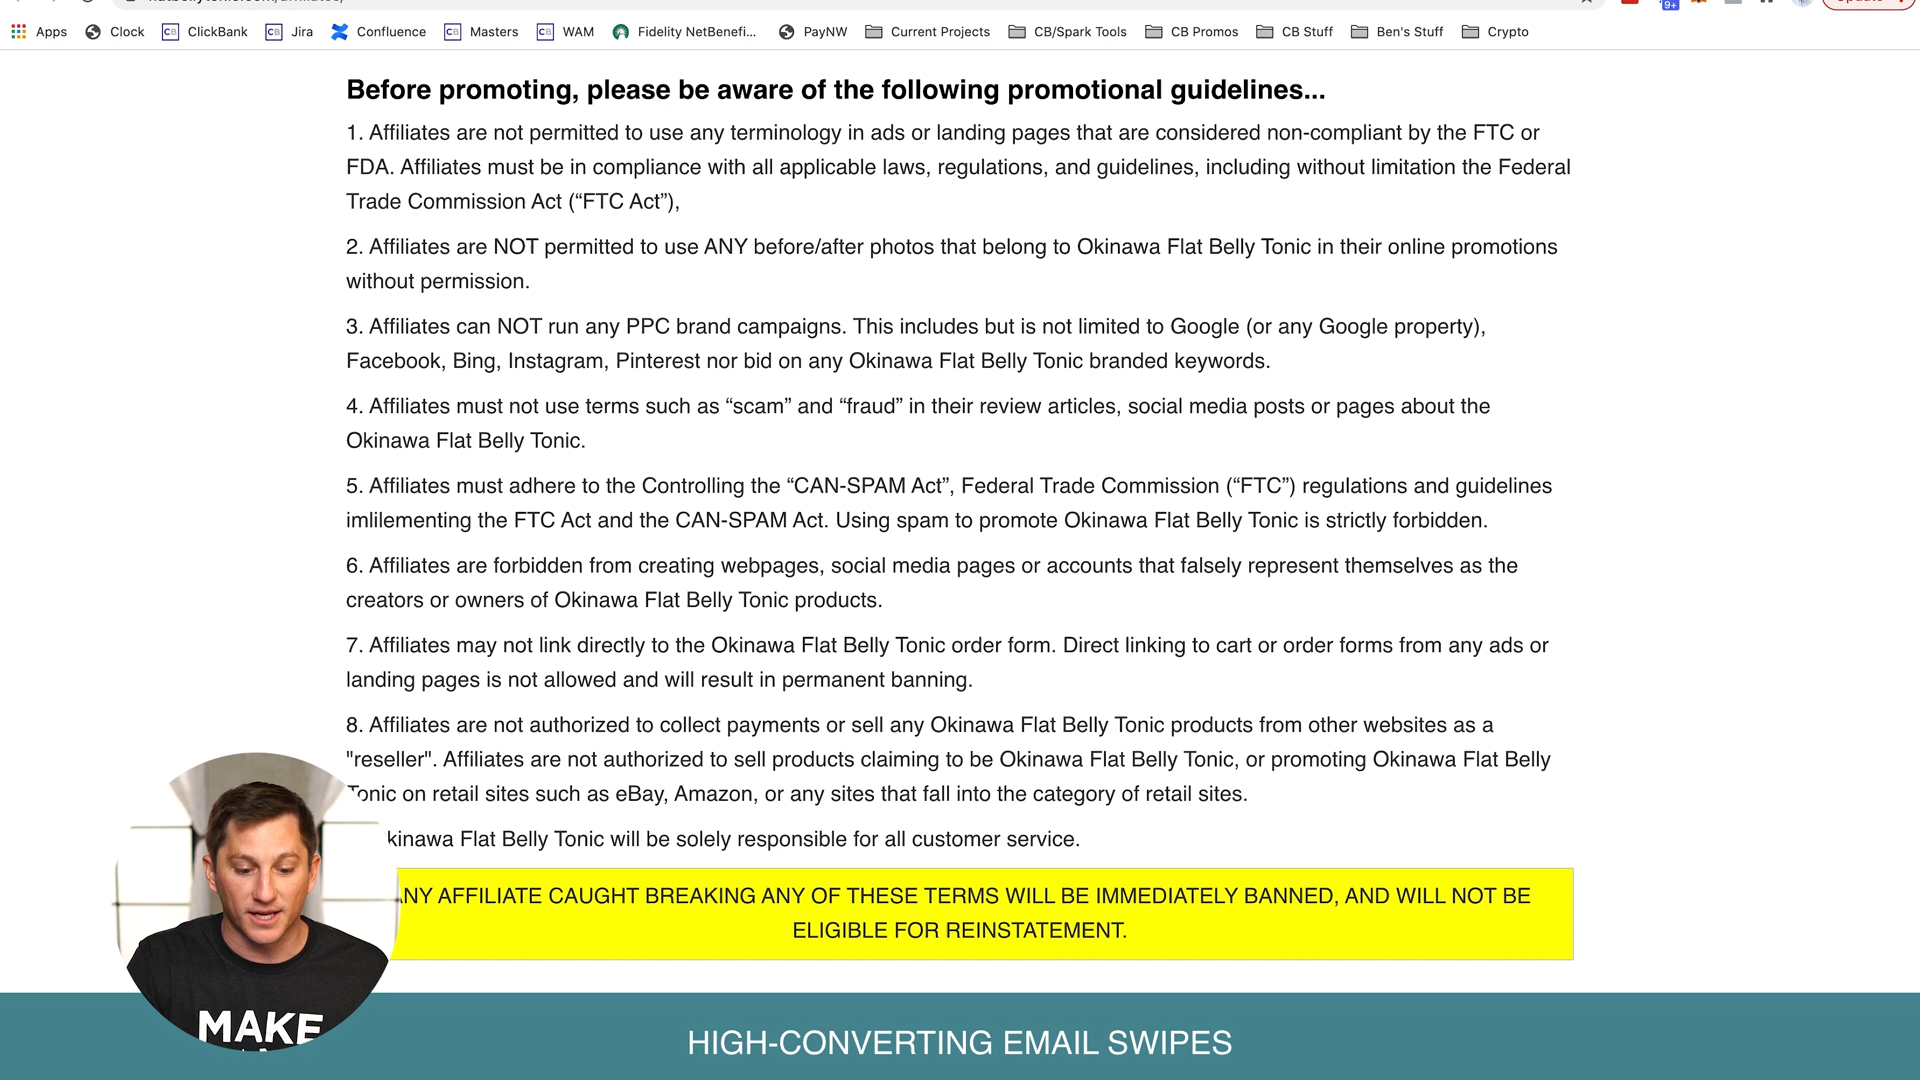 Apps Clock CB ClickBank CB Jira Confluence CB Masters CB WAM Fidelity NetBenefi... PayNW Current Projects CB/Spark Tools CB Promos CB Stuff Ben's Stuff Crypto
9+
Before promoting, please be aware of the following promotional guidelines...
1. Affiliates are not permitted to use any terminology in ads or landing pages that are considered non-compliant by the FTC or
FDA. Affiliates must be in compliance with all applicable laws, regulations, and guidelines, including without limitation the Federal
Trade Commission Act (“FTC Act”),
2. Affiliates are NOT permitted to use ANY before/after photos that belong to Okinawa Flat Belly Tonic in their online promotions
without permission.
3. Affiliates can NOT run any PPC brand campaigns. This includes but is not limited to Google (or any Google property),
Facebook, Bing, Instagram, Pinterest nor bid on any Okinawa Flat Belly Tonic branded keywords.
4. Affiliates must not use terms such as “scam” and “fraud” in their review articles, social media posts or pages about the
Okinawa Flat Belly Tonic.
5. Affiliates must adhere to the Controlling the “CAN-SPAM Act”, Federal Trade Commission (“FTC”) regulations and guidelines
imlilementing the FTC Act and the CAN-SPAM Act. Using spam to promote Okinawa Flat Belly Tonic is strictly forbidden.
6. Affiliates are forbidden from creating webpages, social media pages or accounts that falsely represent themselves as the
creators or owners of Okinawa Flat Belly Tonic products.
7. Affiliates may not link directly to the Okinawa Flat Belly Tonic order form. Direct linking to cart or order forms from any ads or
landing pages is not allowed and will result in permanent banning.
8. Affiliates are not authorized to collect payments or sell any Okinawa Flat Belly Tonic products from other websites as a
"reseller". Affiliates are not authorized to sell products claiming to be Okinawa Flat Belly Tonic, or promoting Okinawa Flat Belly
Tonic on retail sites such as eBay, Amazon, or any sites that fall into the category of retail sites.
kinawa Flat Belly Tonic will be solely responsible for all customer service.
NY AFFILIATE CAUGHT BREAKING ANY OF THESE TERMS WILL BE IMMEDIATELY BANNED, AND WILL NOT BE
ELIGIBLE FOR REINSTATEMENT.
MAKE
HIGH-CONVERTING EMAIL SWIPES